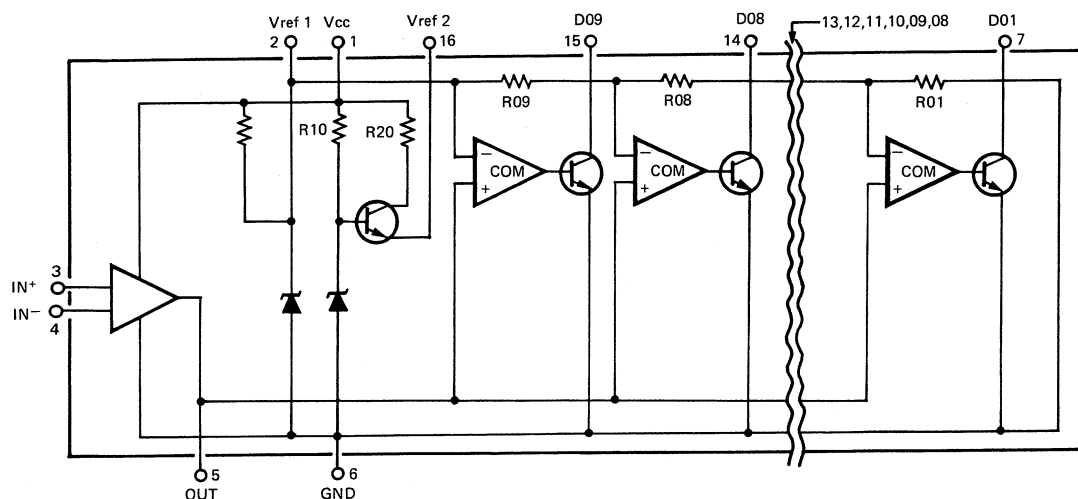 Vref 1 Vcc Vref 2 D09 D08 13,12,11,10,09,08 D01
2 1 16 15 14 7
R09 R08 R01
R10 R20
− COM + − COM + − COM +
3
IN+
IN−
4
5 6
OUT GND